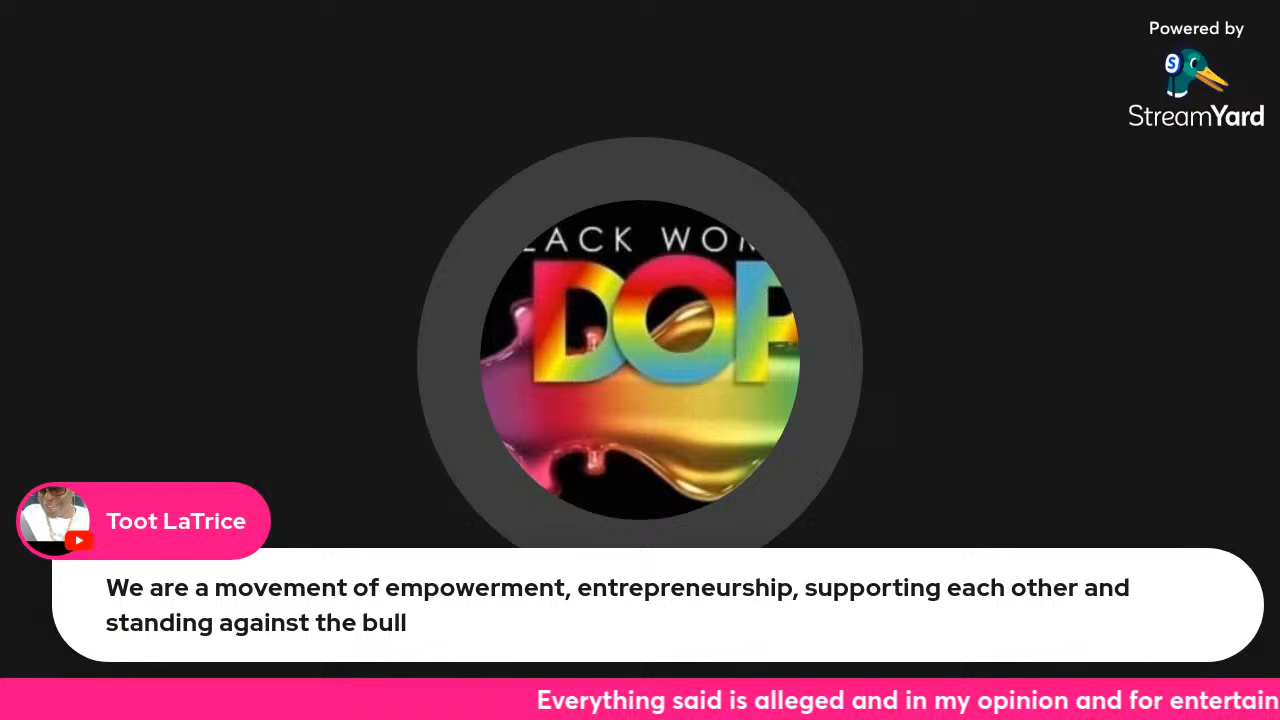 Powered by
S
StreamYard
LACK WOM
DOP
Toot LaTrice
We are a movement of empowerment, entrepreneurship, supporting each other and
standing against the bull
Everything said is alleged and in my opinion and for entertain